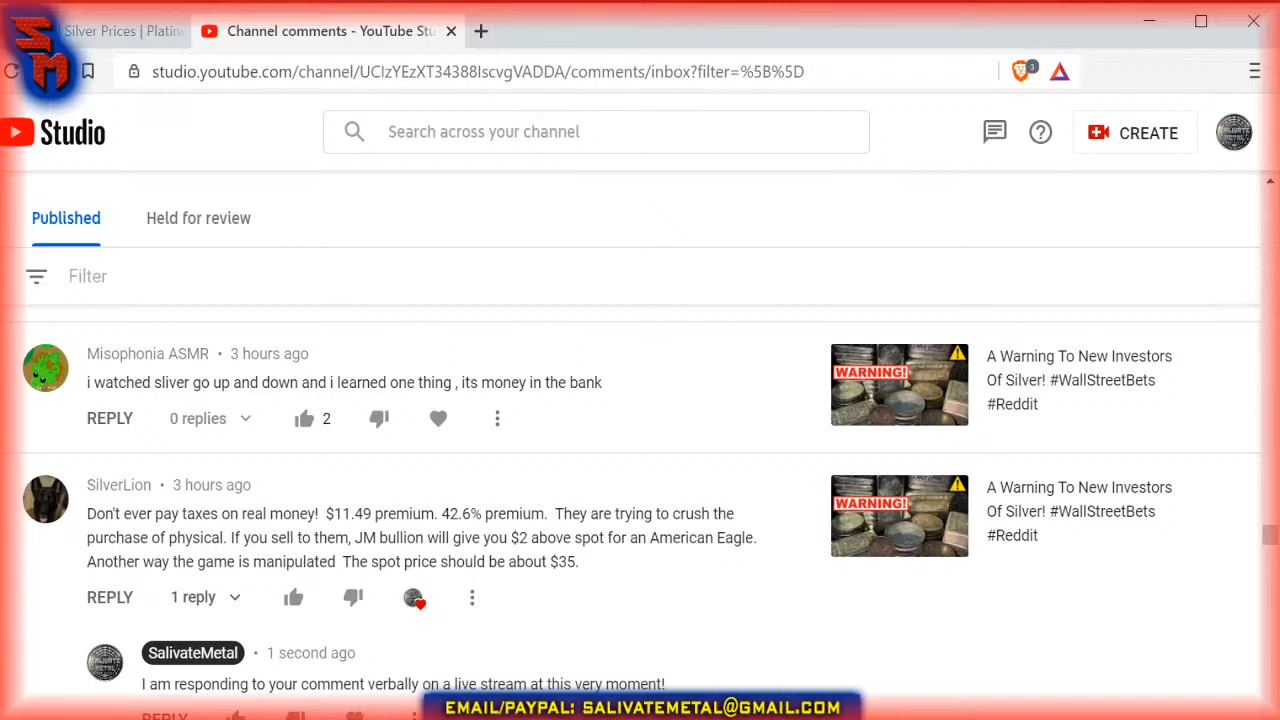 SM
Silver Prices | Platin
Channel comments - YouTube Stu
studio.youtube.com/channel/UCIzYEzXT34388IscvgVADDA/comments/inbox?filter=%5B%5D
3
Studio
Search across your channel
CREATE
Published
Held for review
Filter
Misophonia ASMR • 3 hours ago
i watched sliver go up and down and i learned one thing , its money in the bank
REPLY 0 replies 2
WARNING!
A Warning To New Investors
Of Silver! #WallStreetBets
#Reddit
SilverLion • 3 hours ago
Don't ever pay taxes on real money! $11.49 premium. 42.6% premium. They are trying to crush the
purchase of physical. If you sell to them, JM bullion will give you $2 above spot for an American Eagle.
Another way the game is manipulated The spot price should be about $35.
REPLY 1 reply
WARNING!
A Warning To New Investors
Of Silver! #WallStreetBets
#Reddit
SalivateMetal • 1 second ago
I am responding to your comment verbally on a live stream at this very moment!
REPLY
EMAIL/PAYPAL: SALIVATEMETAL@GMAIL.COM